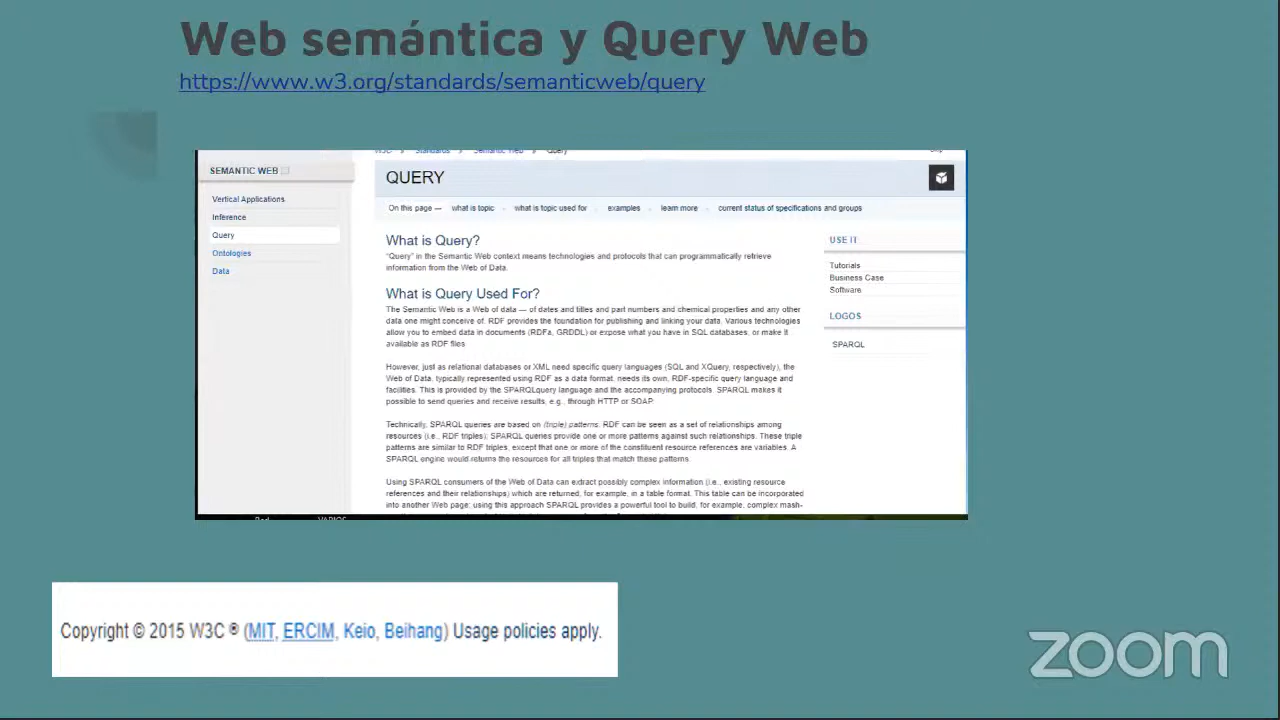 Web semántica y Query Web
https://www.w3.org/standards/semanticweb/query
Standards » Semantic Web » Query
SEMANTIC WEB
Vertical Applications
Inference
Query
Ontologies
Data
QUERY
On this page — what is topic · what is topic used for · examples · learn more · current status of specifications and groups
What is Query?
“Query” in the Semantic Web context means technologies and protocols that can programmatically retrieve
information from the Web of Data.
What is Query Used For?
The Semantic Web is a Web of data — of dates and titles and part numbers and chemical properties and any other
data one might conceive of. RDF provides the foundation for publishing and linking your data. Various technologies
allow you to embed data in documents (RDFa, GRDDL) or expose what you have in SQL databases, or make it
available as RDF files
However, just as relational databases or XML need specific query languages (SQL and XQuery, respectively), the
Web of Data, typically represented using RDF as a data format, needs its own, RDF-specific query language and
facilities. This is provided by the SPARQLquery language and the accompanying protocols. SPARQL makes it
possible to send queries and receive results, e.g., through HTTP or SOAP.
Technically, SPARQL queries are based on (triple) patterns. RDF can be seen as a set of relationships among
resources (i.e., RDF triples); SPARQL queries provide one or more patterns against such relationships. These triple
patterns are similar to RDF triples, except that one or more of the constituent resource references are variables. A
SPARQL engine would returns the resources for all triples that match these patterns.
Using SPARQL consumers of the Web of Data can extract possibly complex information (i.e., existing resource
references and their relationships) which are returned, for example, in a table format. This table can be incorporated
into another Web page; using this approach SPARQL provides a powerful tool to build, for example, complex mash-
USE IT
Tutorials
Business Case
Software
LOGOS
SPARQL
Copyright © 2015 W3C ® (MIT, ERCIM, Keio, Beihang) Usage policies apply.
zoom